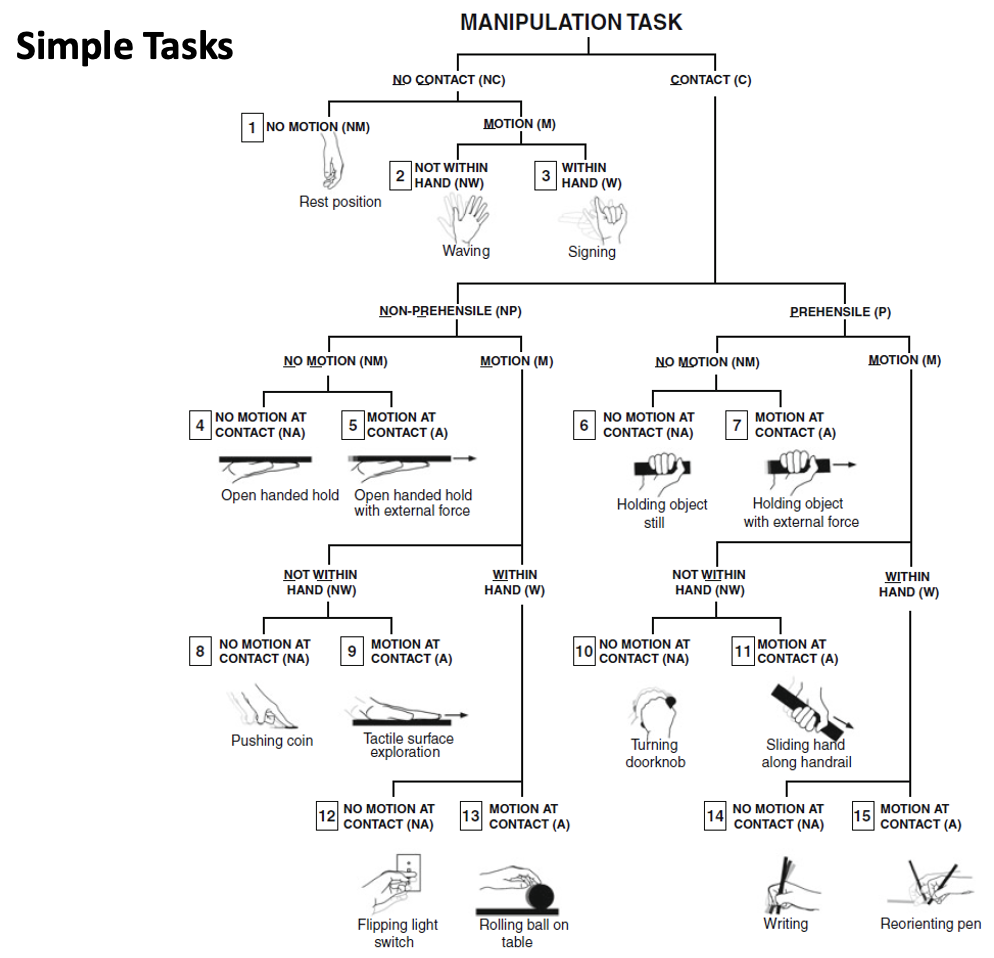 Simple Tasks
MANIPULATION TASK
NO CONTACT (NC)
CONTACT (C)
1 NO MOTION (NM)
MOTION (M)
Rest position
2 NOT WITHIN
HAND (NW)
3 WITHIN
HAND (W)
Waving
Signing
NON-PREHENSILE (NP)
PREHENSILE (P)
NO MOTION (NM)
MOTION (M)
NO MOTION (NM)
MOTION (M)
4 NO MOTION AT
CONTACT (NA)
5 MOTION AT
CONTACT (A)
6 NO MOTION AT
CONTACT (NA)
7 MOTION AT
CONTACT (A)
Open handed hold
Open handed hold
with external force
Holding object
still
Holding object
with external force
NOT WITHIN
HAND (NW)
WITHIN
HAND (W)
NOT WITHIN
HAND (NW)
WITHIN
HAND (W)
8 NO MOTION AT
CONTACT (NA)
9 MOTION AT
CONTACT (A)
10 NO MOTION AT
CONTACT (NA)
11 MOTION AT
CONTACT (A)
Pushing coin
Tactile surface
exploration
Turning
doorknob
Sliding hand
along handrail
12 NO MOTION AT
CONTACT (NA)
13 MOTION AT
CONTACT (A)
14 NO MOTION AT
CONTACT (NA)
15 MOTION AT
CONTACT (A)
Flipping light
switch
Rolling ball on
table
Writing
Reorienting pen